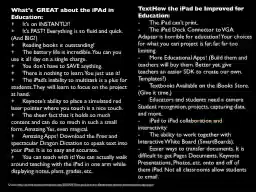 What's GREAT about the iPAd in
Education:
• It's an INSTANT-U!
• It's FAST! Everything is so fluid and quick.
(And BIG!)
• Reading books is outstanding!
• The battery life is incredible. You can
use it all day on a single charge.
• You don't have to SAVE anything.
• There is nothing to learn. You just use it!
• The iPad's inability to multitask is a plus for
students. They will learn to focus on the project
at hand.
• Keynote's ability to place a simulated red
laser pointer where you touch it is nice touch.
• The sheer fact that it holds so much
content and can do so much in such a small
form. Amazing. Yes, even magical.
• Amazing Apps! Download the Free and
spectacular Dragon Dictation to speak text into
your iPad. It is so easy and accurate.
• You can teach with it! You can actually walk
around teaching with the iPad in one arm while
displaying notes, photos, grades, etc.
TextHow the iPad be Improved for
Education:
- The iPad can't print.
- The iPad Dock Connector to VGA
Adapter is horrible for education! Your choices
for what you can project is far, far, far too
limiting.
- More Educational Apps! (Build them and
teachers will buy them. Better yet, give
teachers an easier SDK to create our own.
Templates?)
- Textbooks Available on the iBooks Store.
(Give it time.)
- Educators and students need a camera.
Student recognition, projects, capturing data,
and more.
- iPad to iPad collaboration and
interactivity.
- The ability to work together with
Interactive White Board (SmartBoards).
- Easier ways to transfer documents. It is
difficult to get Pages Documents, Keynote
Presentations, Photos, etc. onto and off of
them iPad. Not all classrooms allow students
to email!